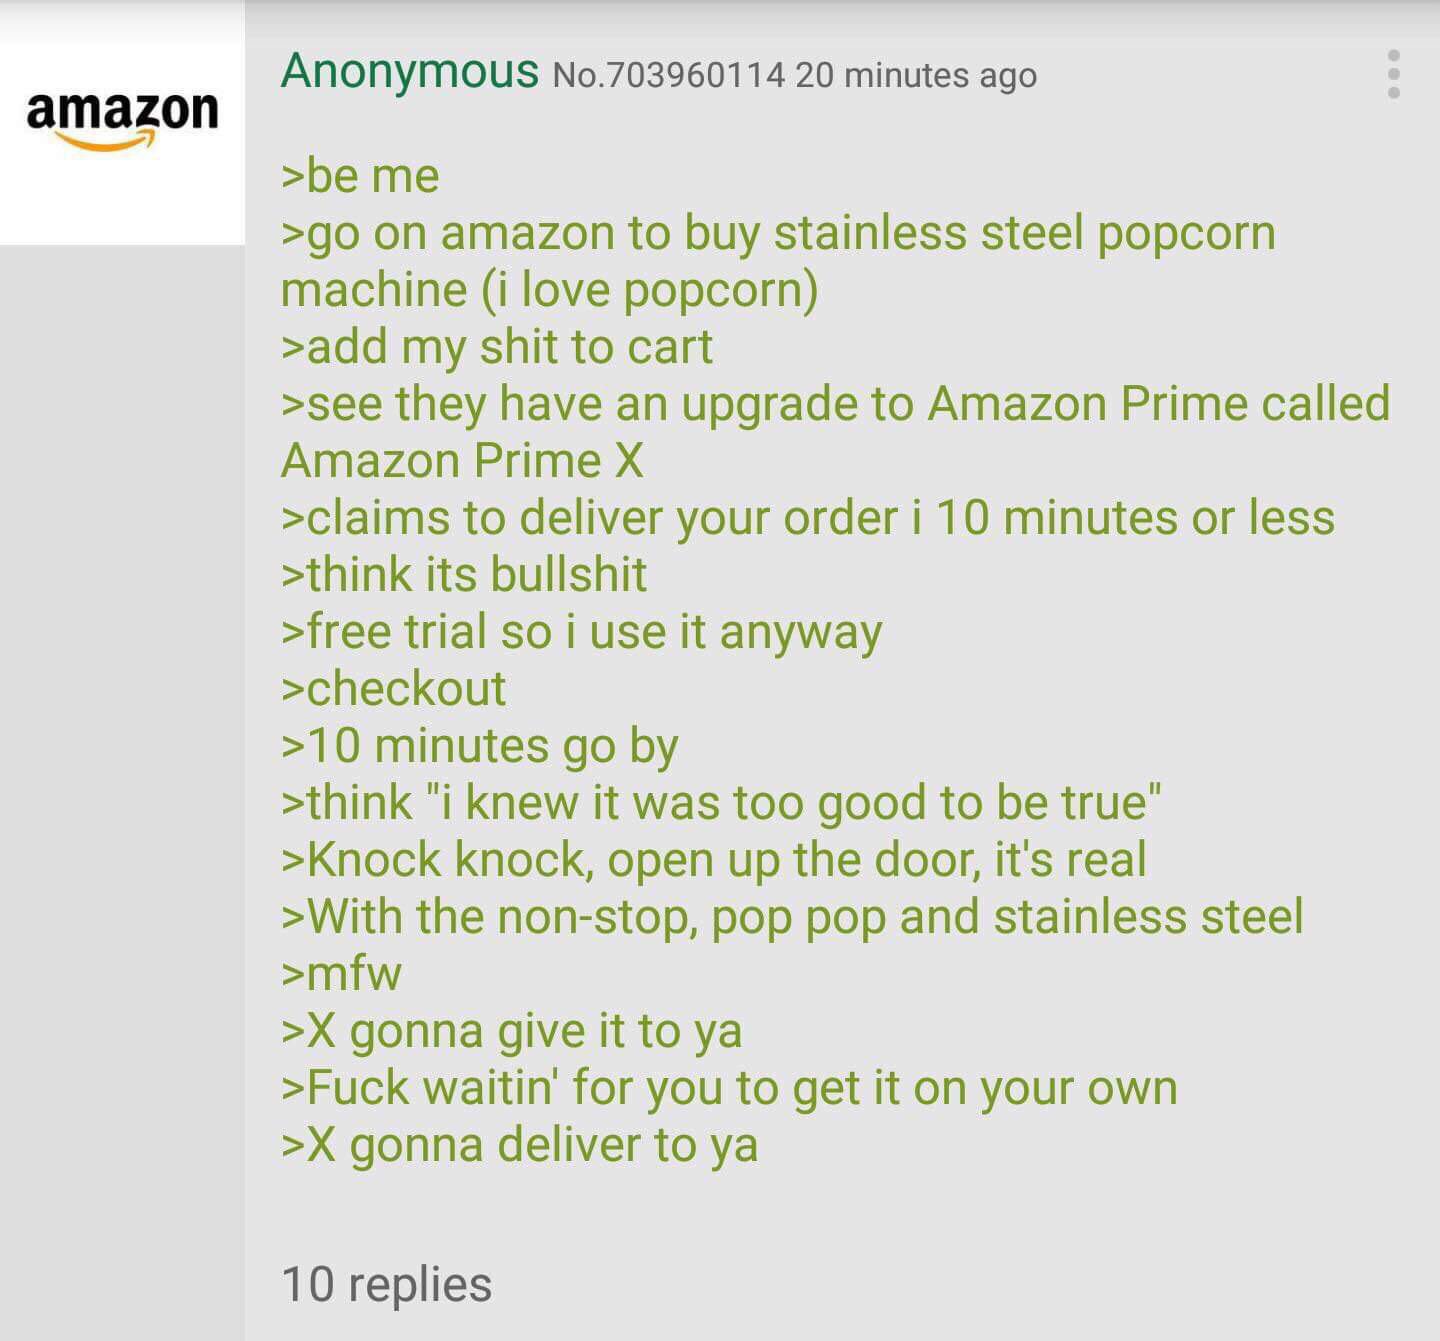 amazon
Anonymous No.703960114 20 minutes ago
>be me
>go on amazon to buy stainless steel popcorn
machine (i love popcorn)
>add my shit to cart
>see they have an upgrade to Amazon Prime called
Amazon Prime X
>claims to deliver your order i 10 minutes or less
>think its bullshit
>free trial so i use it anyway
>checkout
>10 minutes go by
>think "i knew it was too good to be true"
>Knock knock, open up the door, it's real
>With the non-stop, pop pop and stainless steel
>mfw
>X gonna give it to ya
>Fuck waitin' for you to get it on your own
>X gonna deliver to ya
10 replies